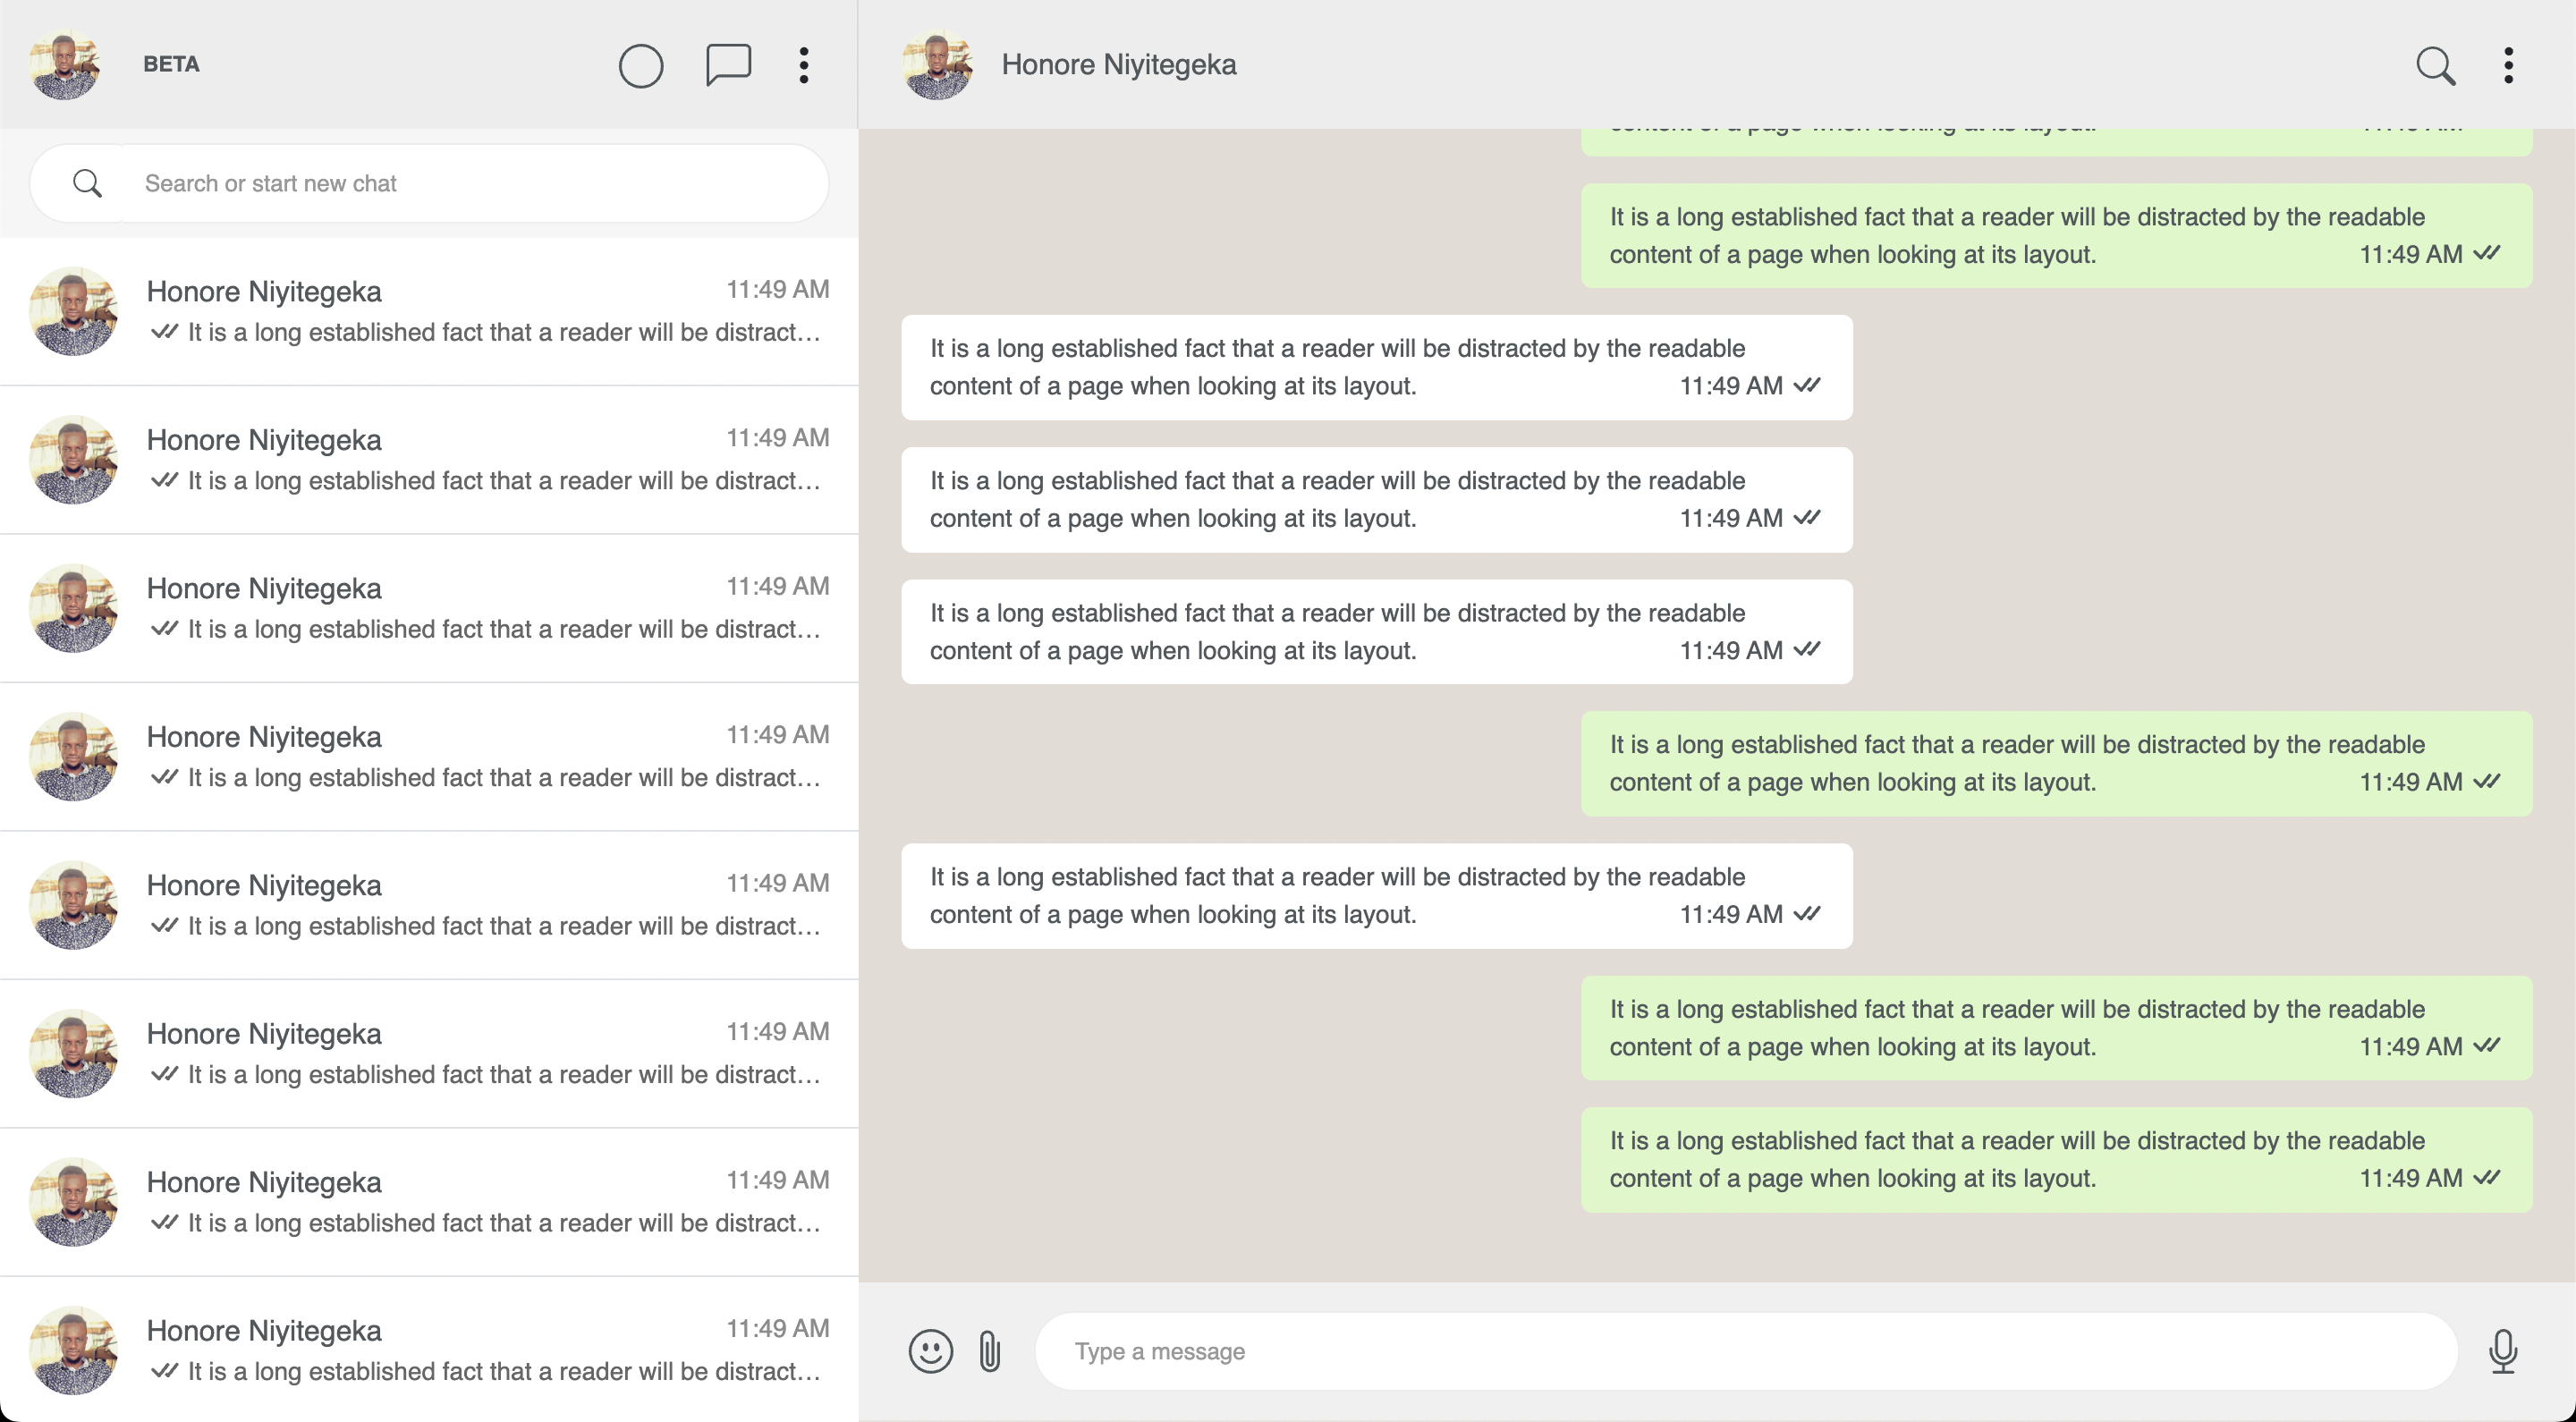 BETA
Search or start new chat
Honore Niyitegeka 11:49 AM
It is a long established fact that a reader will be distract...
Honore Niyitegeka 11:49 AM
It is a long established fact that a reader will be distract...
Honore Niyitegeka 11:49 AM
It is a long established fact that a reader will be distract...
Honore Niyitegeka 11:49 AM
It is a long established fact that a reader will be distract...
Honore Niyitegeka 11:49 AM
It is a long established fact that a reader will be distract...
Honore Niyitegeka 11:49 AM
It is a long established fact that a reader will be distract...
Honore Niyitegeka 11:49 AM
It is a long established fact that a reader will be distract...
Honore Niyitegeka 11:49 AM
It is a long established fact that a reader will be distract...
Honore Niyitegeka
content of a page when looking at its layout. 11:49 AM
It is a long established fact that a reader will be distracted by the readable
content of a page when looking at its layout. 11:49 AM
It is a long established fact that a reader will be distracted by the readable
content of a page when looking at its layout. 11:49 AM
It is a long established fact that a reader will be distracted by the readable
content of a page when looking at its layout. 11:49 AM
It is a long established fact that a reader will be distracted by the readable
content of a page when looking at its layout. 11:49 AM
It is a long established fact that a reader will be distracted by the readable
content of a page when looking at its layout. 11:49 AM
It is a long established fact that a reader will be distracted by the readable
content of a page when looking at its layout. 11:49 AM
It is a long established fact that a reader will be distracted by the readable
content of a page when looking at its layout. 11:49 AM
It is a long established fact that a reader will be distracted by the readable
content of a page when looking at its layout. 11:49 AM
Type a message